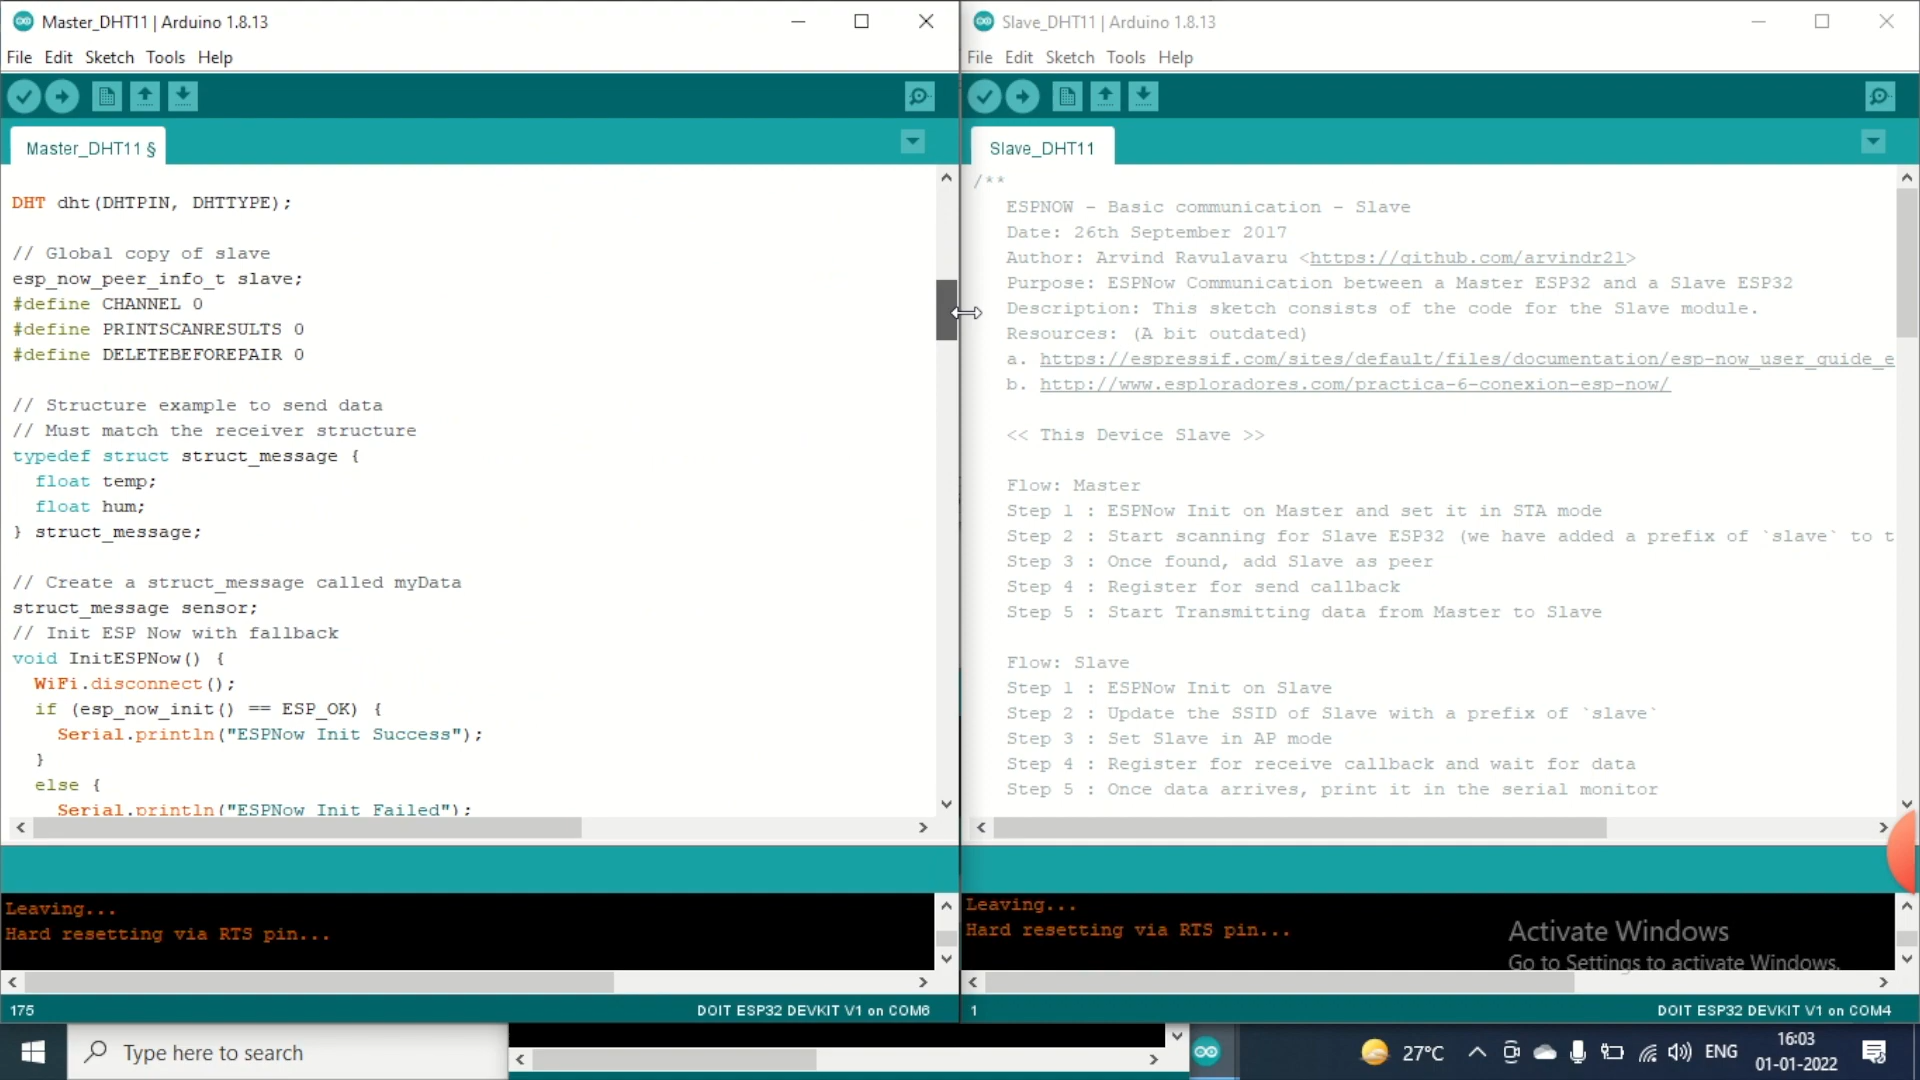 Master_DHT11 | Arduino 1.8.13
File Edit Sketch Tools Help
Master_DHT11 §
DHT dht(DHTPIN, DHTTYPE);
// Global copy of slave
esp_now_peer_info_t slave;
#define CHANNEL 0
#define PRINTSCANRESULTS 0
#define DELETEBEFOREPAIR 0
// Structure example to send data
// Must match the receiver structure
typedef struct struct_message {
float temp;
float hum;
} struct_message;
// Create a struct_message called myData
struct_message sensor;
// Init ESP Now with fallback
void InitESPNow() {
WiFi.disconnect();
if (esp_now_init() == ESP_OK) {
Serial.println("ESPNow Init Success");
}
else {
Serial.println("ESPNow Init Failed");
Leaving...
Hard resetting via RTS pin...
175
DOIT ESP32 DEVKIT V1 on COM6
Slave_DHT11 | Arduino 1.8.13
File Edit Sketch Tools Help
Slave_DHT11
/**
ESPNOW - Basic communication - Slave
Date: 26th September 2017
Author: Arvind Ravulavaru <https://github.com/arvindr21>
Purpose: ESPNow Communication between a Master ESP32 and a Slave ESP32
Description: This sketch consists of the code for the Slave module.
Resources: (A bit outdated)
a. https://espressif.com/sites/default/files/documentation/esp-now_user_guide_e
b. http://www.esploradores.com/practica-6-conexion-esp-now/
<< This Device Slave >>
Flow: Master
Step 1 : ESPNow Init on Master and set it in STA mode
Step 2 : Start scanning for Slave ESP32 (we have added a prefix of `slave` to t
Step 3 : Once found, add Slave as peer
Step 4 : Register for send callback
Step 5 : Start Transmitting data from Master to Slave
Flow: Slave
Step 1 : ESPNow Init on Slave
Step 2 : Update the SSID of Slave with a prefix of `slave`
Step 3 : Set Slave in AP mode
Step 4 : Register for receive callback and wait for data
Step 5 : Once data arrives, print it in the serial monitor
Leaving...
Hard resetting via RTS pin...
Activate Windows
Go to Settings to activate Windows.
1
DOIT ESP32 DEVKIT V1 on COM4
Type here to search
27°C
ENG
16:03
01-01-2022